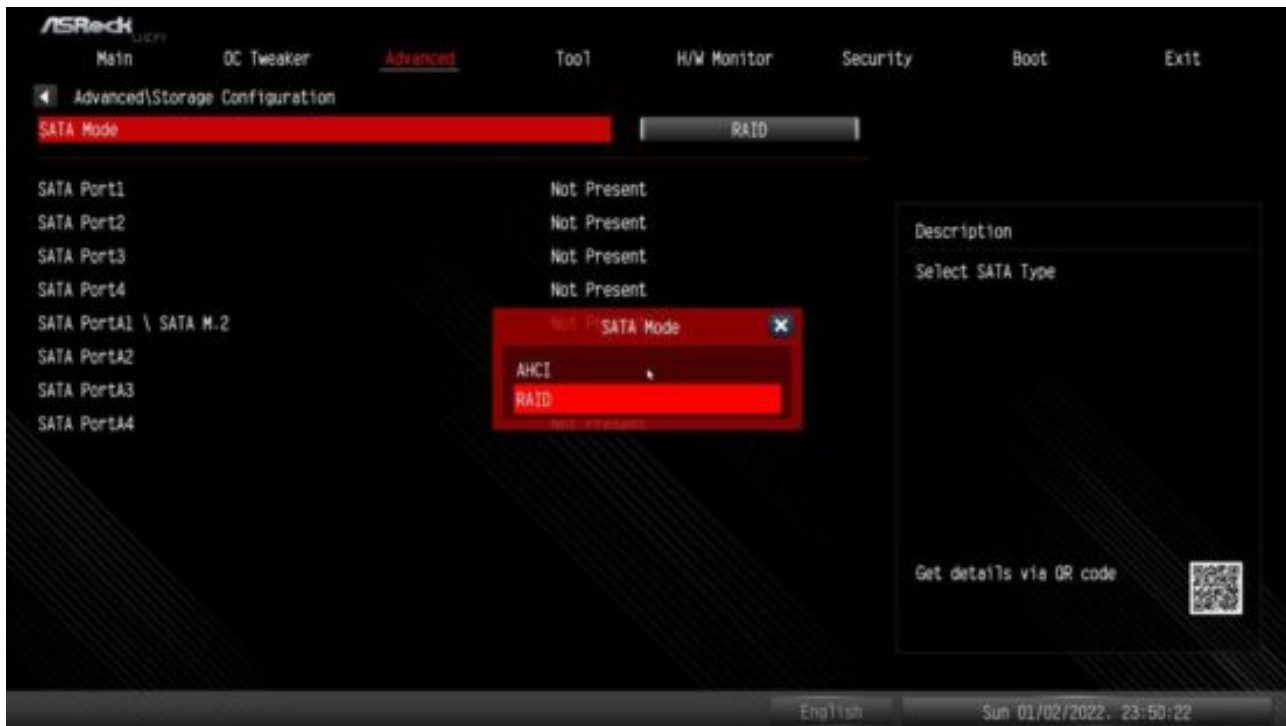 ASRock
UEFI
Main OC Tweaker Advanced Tool H/W Monitor Security Boot Exit
Advanced\Storage Configuration
SATA Mode RAID
SATA Port1 Not Present
SATA Port2 Not Present
SATA Port3 Not Present
SATA Port4 Not Present
SATA PortA1 \ SATA M.2
SATA PortA2
SATA PortA3
SATA PortA4 Not Present
SATA Mode
AHCI
RAID
Description
Select SATA Type
Get details via QR code
English Sun 01/02/2022. 23:50:22